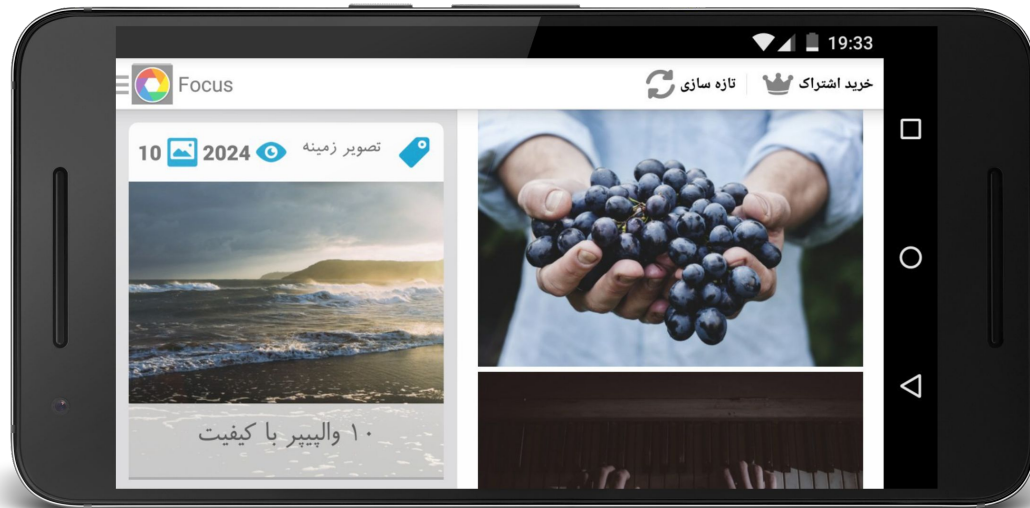 19:33
Focus
تازه سازی
خرید اشتراک
10
2024
تصویر زمینه
۱۰ والپیپر با کیفیت